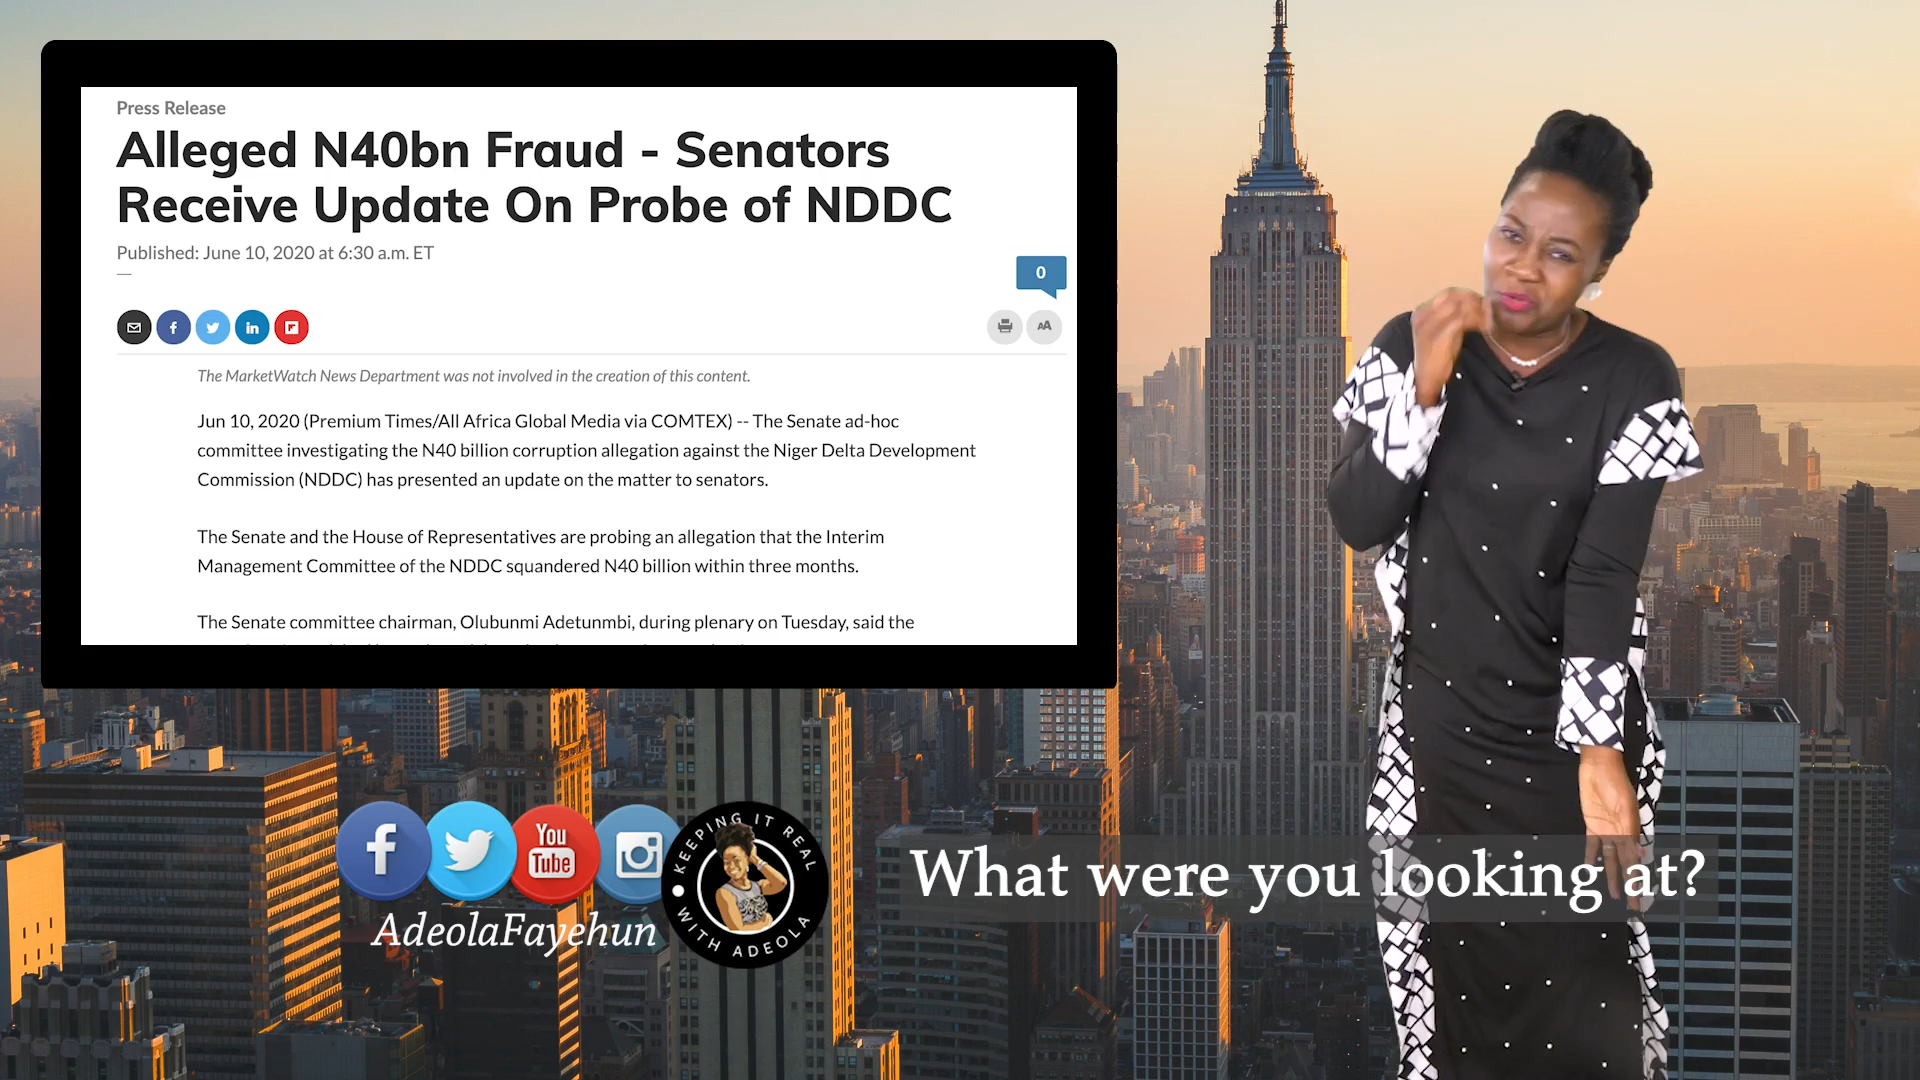 Press Release
Alleged N40bn Fraud - Senators
Receive Update On Probe of NDDC
Published: June 10, 2020 at 6:30 a.m. ET
0
f
in
AA
The MarketWatch News Department was not involved in the creation of this content.
Jun 10, 2020 (Premium Times/All Africa Global Media via COMTEX) -- The Senate ad-hoc
committee investigating the N40 billion corruption allegation against the Niger Delta Development
Commission (NDDC) has presented an update on the matter to senators.
The Senate and the House of Representatives are probing an allegation that the Interim
Management Committee of the NDDC squandered N40 billion within three months.
The Senate committee chairman, Olubunmi Adetunmbi, during plenary on Tuesday, said the
f
You
Tube
AdeolaFayehun
KEEPING IT REAL
WITH ADEOLA
What were you looking at?